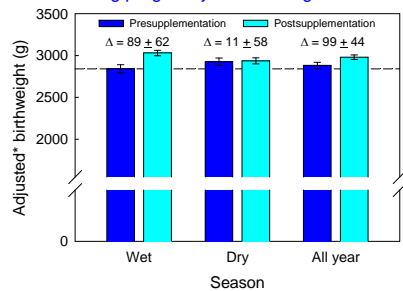 Presupplementation
Postsupplementation
Δ = 89 ± 62
Δ = 11 ± 58
Δ = 99 ± 44
3500
3000
2500
2000
0
Adjusted* birthweight (g)
Wet
Dry
All year
Season